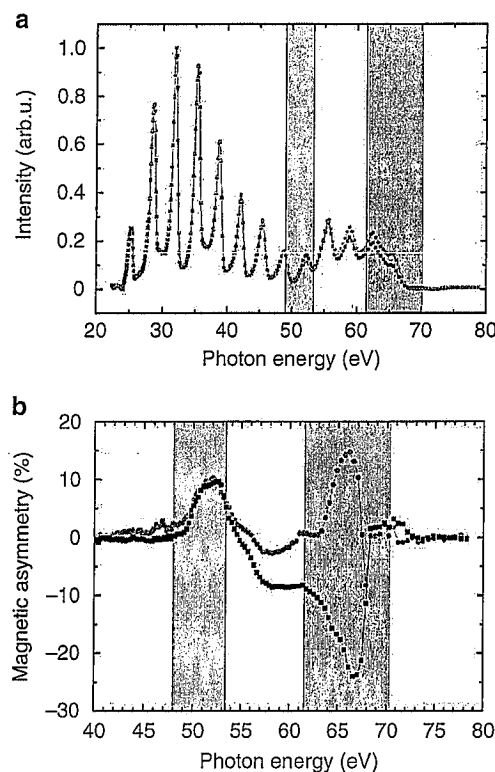 a
Intensity (arb.u.)
1.0
0.8
0.6
0.4
0.2
0
20 30 40 50 60 70 80
Photon energy (eV)
b
Magnetic asymmetry (%)
20
10
0
–10
–20
–30
40 45 50 55 60 65 70 75 80
Photon energy (eV)